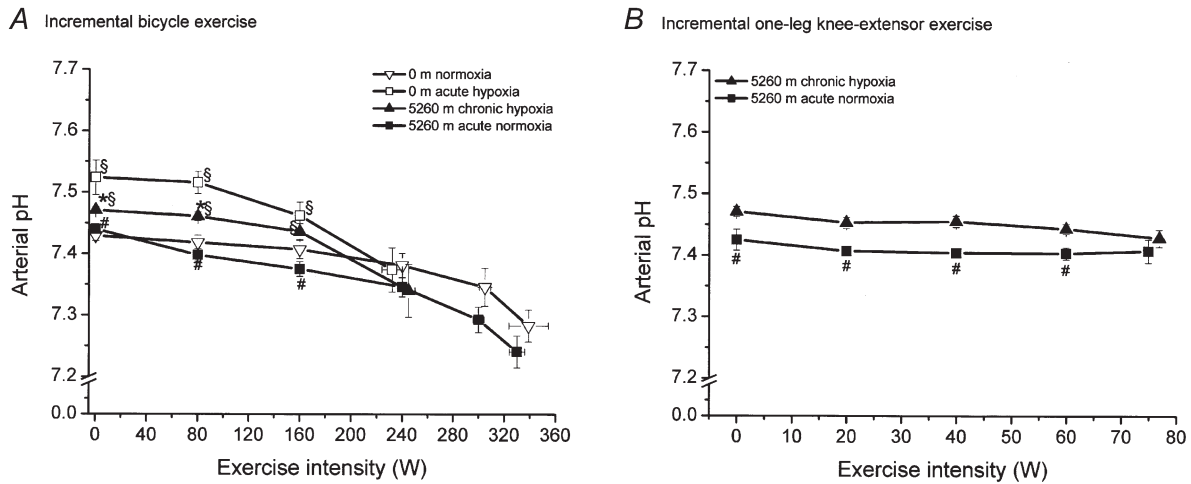 A Incremental bicycle exercise
7.7
7.6
7.5
7.4
7.3
7.2
0.0
Arterial pH
0 m normoxia
0 m acute hypoxia
5260 m chronic hypoxia
5260 m acute normoxia
§
§
§
*§
*§
§
#
#
#
0 40 80 120 160 200 240 280 320 360
Exercise intensity (W)
B Incremental one-leg knee-extensor exercise
7.7
7.6
7.5
7.4
7.3
7.2
0.0
Arterial pH
5260 m chronic hypoxia
5260 m acute normoxia
# # # #
0 10 20 30 40 50 60 70 80
Exercise intensity (W)